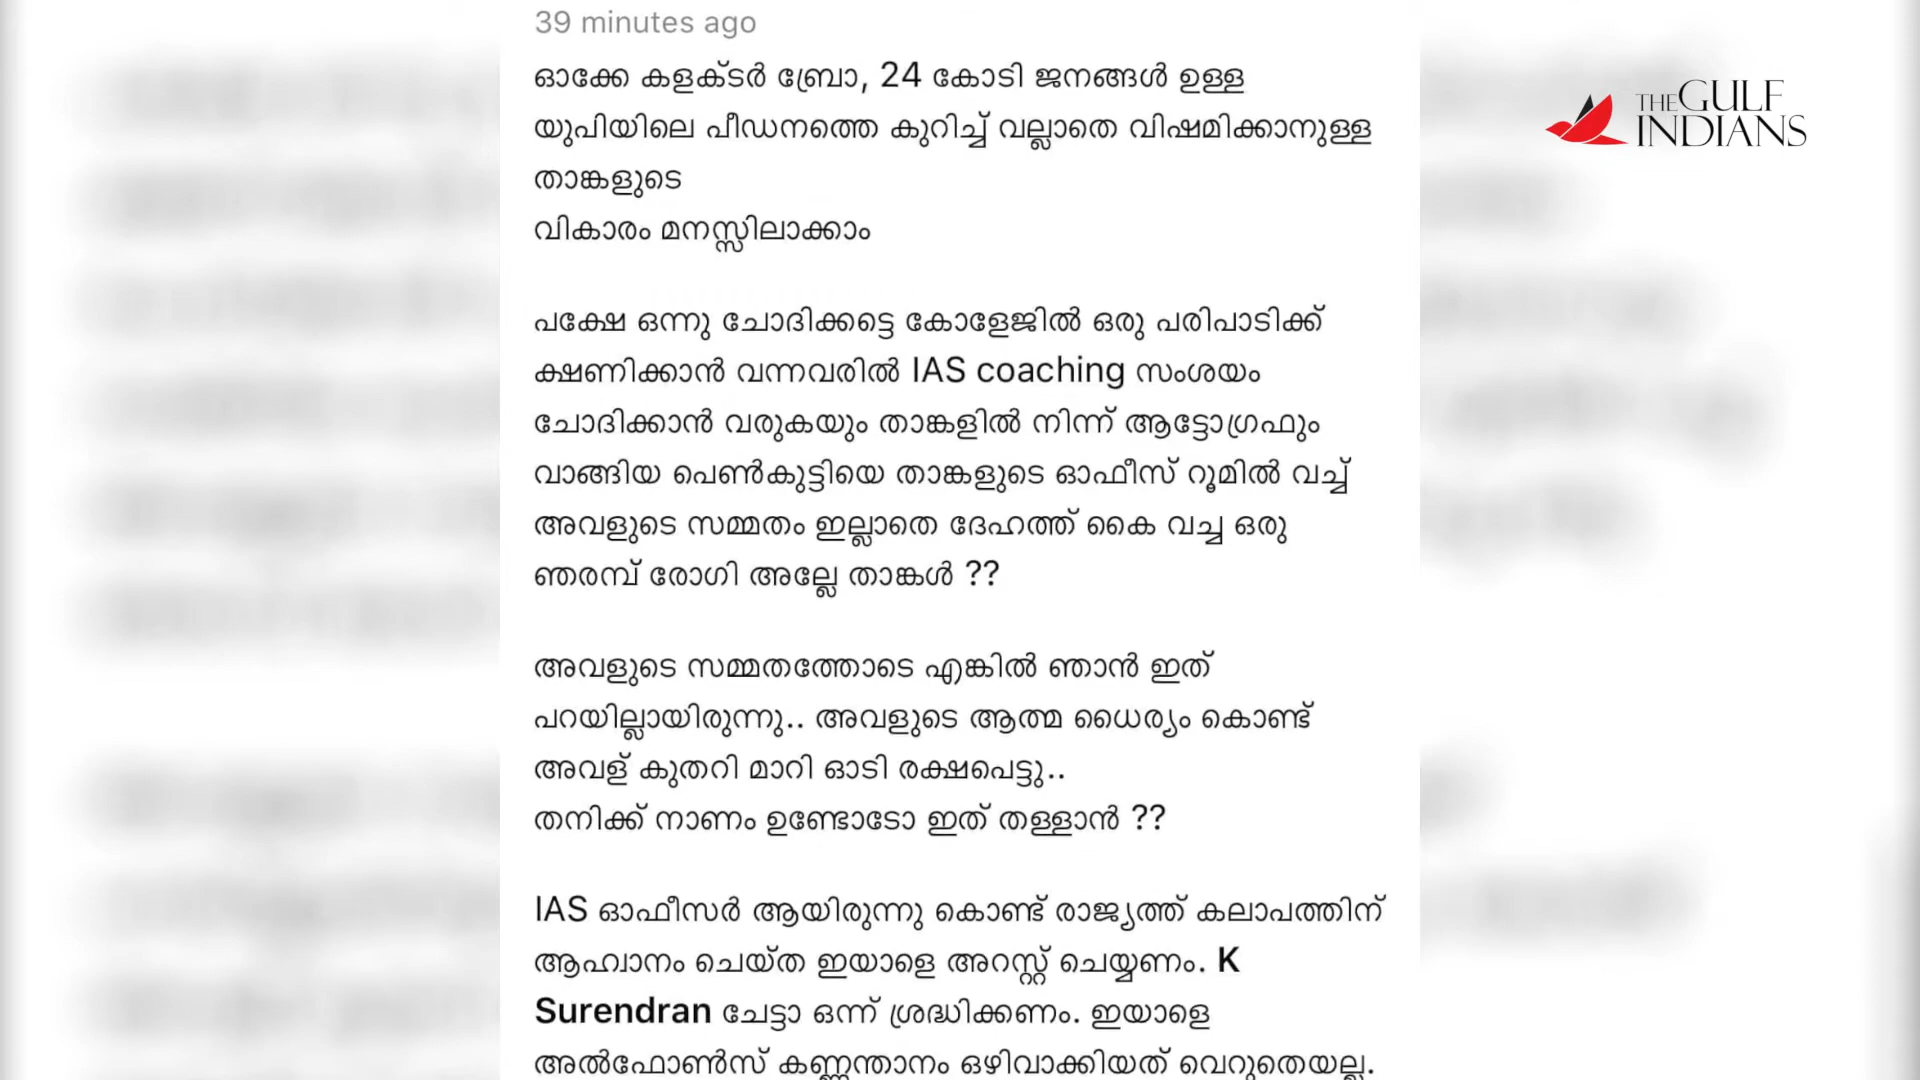 39 minutes ago
ഓക്കേ കളക്ടർ ബ്രോ, 24 കോടി ജനങ്ങൾ ഉള്ള
യുപിയിലെ പീഡനത്തെ കുറിച്ച് വല്ലാതെ വിഷമിക്കാനുള്ള
താങ്കളുടെ
വികാരം മനസ്സിലാക്കാം
പക്ഷേ ഒന്നു ചോദിക്കട്ടെ കോളേജിൽ ഒരു പരിപാടിക്ക്
ക്ഷണിക്കാൻ വന്നവരിൽ IAS coaching സംശയം
ചോദിക്കാൻ വരുകയും താങ്കളിൽ നിന്ന് ആട്ടോഗ്രഫും
വാങ്ങിയ പെൺകുട്ടിയെ താങ്കളുടെ ഓഫീസ് റൂമിൽ വച്ച്
അവളുടെ സമ്മതം ഇല്ലാതെ ദേഹത്ത് കൈ വച്ച ഒരു
ഞരമ്പ് രോഗി അല്ലേ താങ്കൾ ??
അവളുടെ സമ്മതത്തോടെ എങ്കിൽ ഞാൻ ഇത്
പറയില്ലായിരുന്നു.. അവളുടെ ആത്മ ധൈര്യം കൊണ്ട്
അവള് കുതറി മാറി ഓടി രക്ഷപെട്ടു..
തനിക്ക് നാണം ഉണ്ടോടോ ഇത് തള്ളാൻ ??
IAS ഓഫീസർ ആയിരുന്നു കൊണ്ട് രാജ്യത്ത് കലാപത്തിന്
ആഹ്വാനം ചെയ്ത ഇയാളെ അറസ്റ്റ് ചെയ്യണം. K
Surendran ചേട്ടാ ഒന്ന് ശ്രദ്ധിക്കണം. ഇയാളെ
അൽഫോൺസ് കണ്ണന്താനം ഒഴിവാക്കിയത് വെറുതെയല്ല.
THE GULF
INDIANS